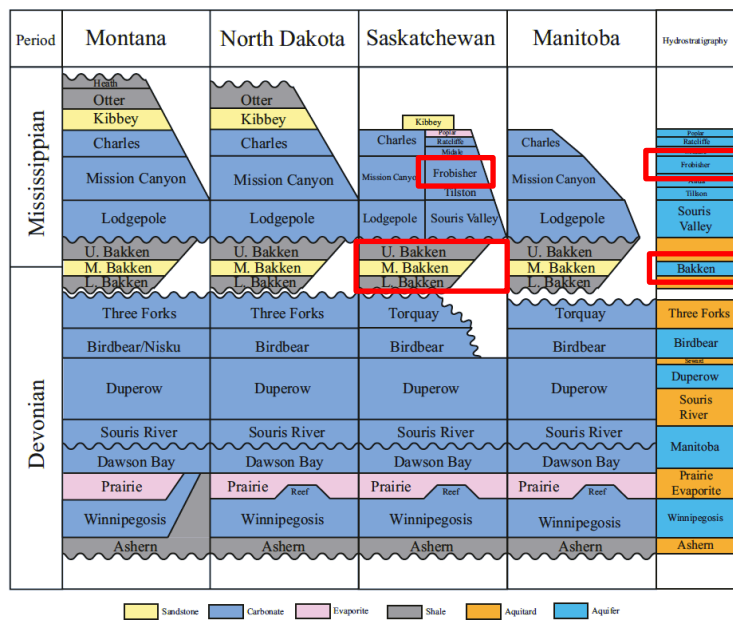 Period Montana North Dakota Saskatchewan Manitoba Hydrostratigraphy
Mississippian
Devonian
Heath
Otter
Kibbey
Charles
Mission Canyon
Lodgepole
U. Bakken
M. Bakken
L. Bakken
Three Forks
Birdbear/Nisku
Duperow
Souris River
Dawson Bay
Prairie
Winnipegosis
Ashern
Otter
Kibbey
Charles
Mission Canyon
Lodgepole
U. Bakken
M. Bakken
L. Bakken
Three Forks
Birdbear
Duperow
Souris River
Dawson Bay
Prairie
Reef
Winnipegosis
Ashern
Kibbey
Charles
Poplar
Ratcliffe
Midale
Mission Canyon
Frobisher
Tilston
Lodgepole
Souris Valley
U. Bakken
M. Bakken
L. Bakken
Torquay
Birdbear
Duperow
Souris River
Dawson Bay
Prairie
Reef
Winnipegosis
Ashern
Charles
Mission Canyon
Lodgepole
U. Bakken
M. Bakken
L. Bakken
Torquay
Birdbear
Duperow
Souris River
Dawson Bay
Prairie
Reef
Winnipegosis
Ashern
Poplar
Ratcliffe
Frobisher
Souris
Valley
Bakken
Three Forks
Birdbear
Duperow
Souris
River
Manitoba
Prairie
Evaporite
Winnipegosis
Ashern
Sandstone Carbonate Evaporite Shale Aquitard Aquifer